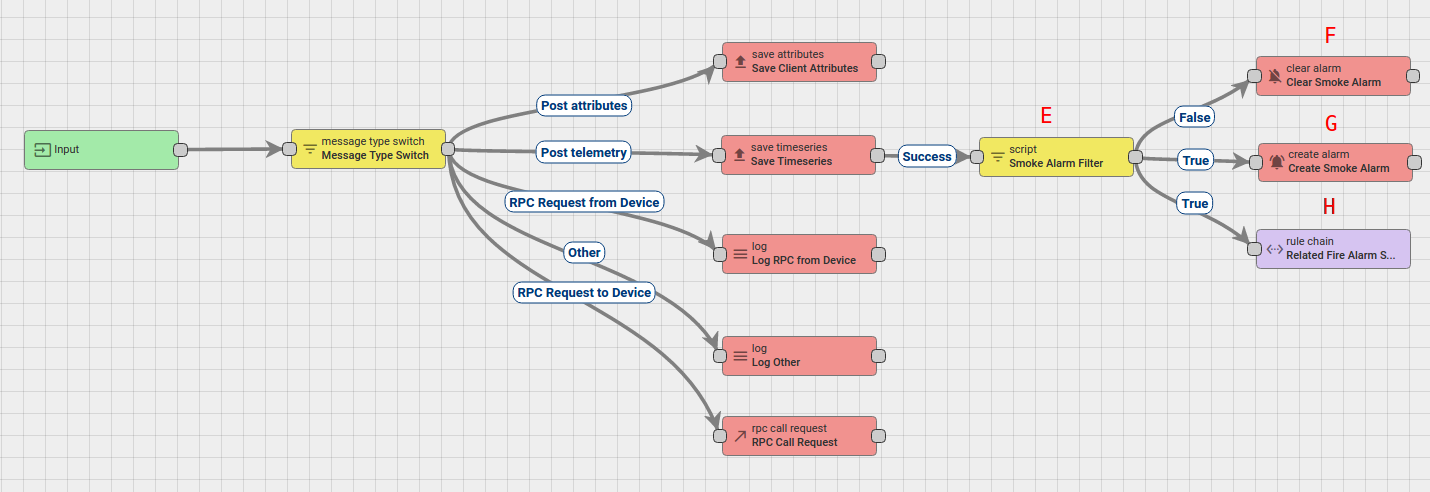 Input
message type switch
Message Type Switch
Post attributes
Post telemetry
RPC Request from Device
Other
RPC Request to Device
save attributes
Save Client Attributes
save timeseries
Save Timeseries
log
Log RPC from Device
log
Log Other
rpc call request
RPC Call Request
Success
E
script
Smoke Alarm Filter
False
True
True
F
clear alarm
Clear Smoke Alarm
G
create alarm
Create Smoke Alarm
H
rule chain
Related Fire Alarm S...